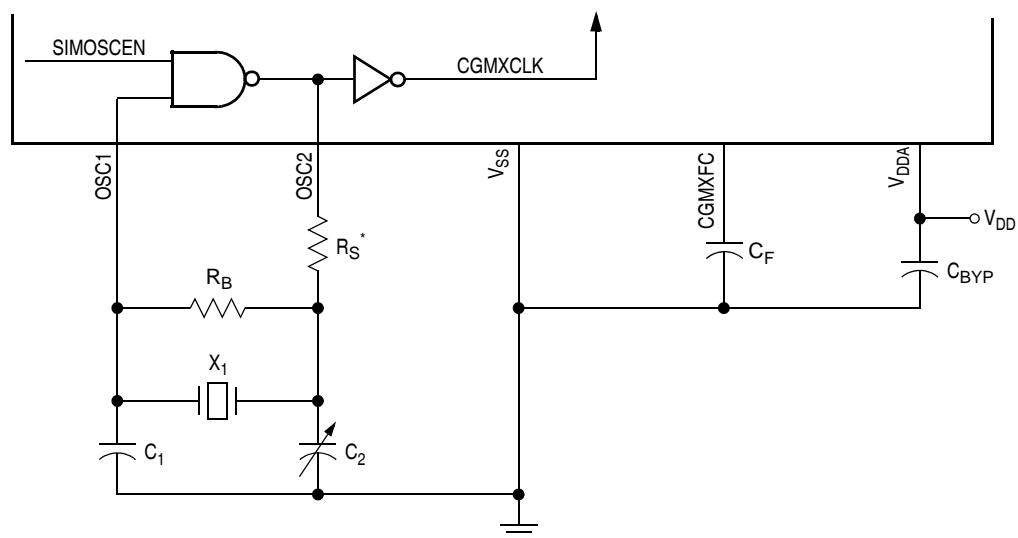 SIMOSCEN
CGMXCLK
OSC1
OSC2
VSS
CGMXFC
VDDA
VDD
RS*
CF
CBYP
RB
X1
C1
C2